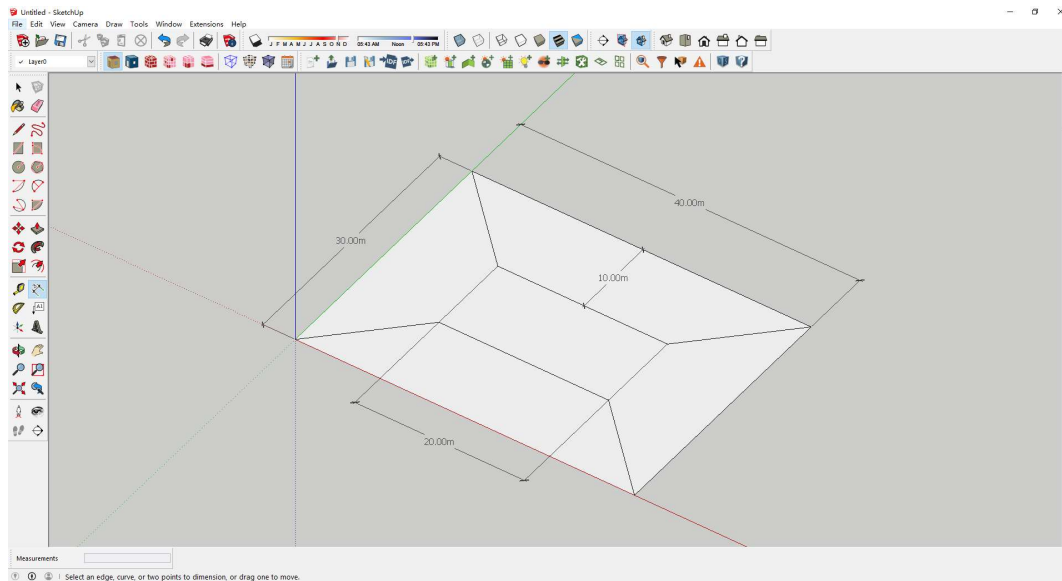 Untitled - SketchUp
File Edit View Camera Draw Tools Window Extensions Help
J F M A M J J A S O N D 05:43 AM Noon 05:43 PM
Layer0
40.00m
30.00m
10.00m
20.00m
Measurements
Select an edge, curve, or two points to dimension, or drag one to move.